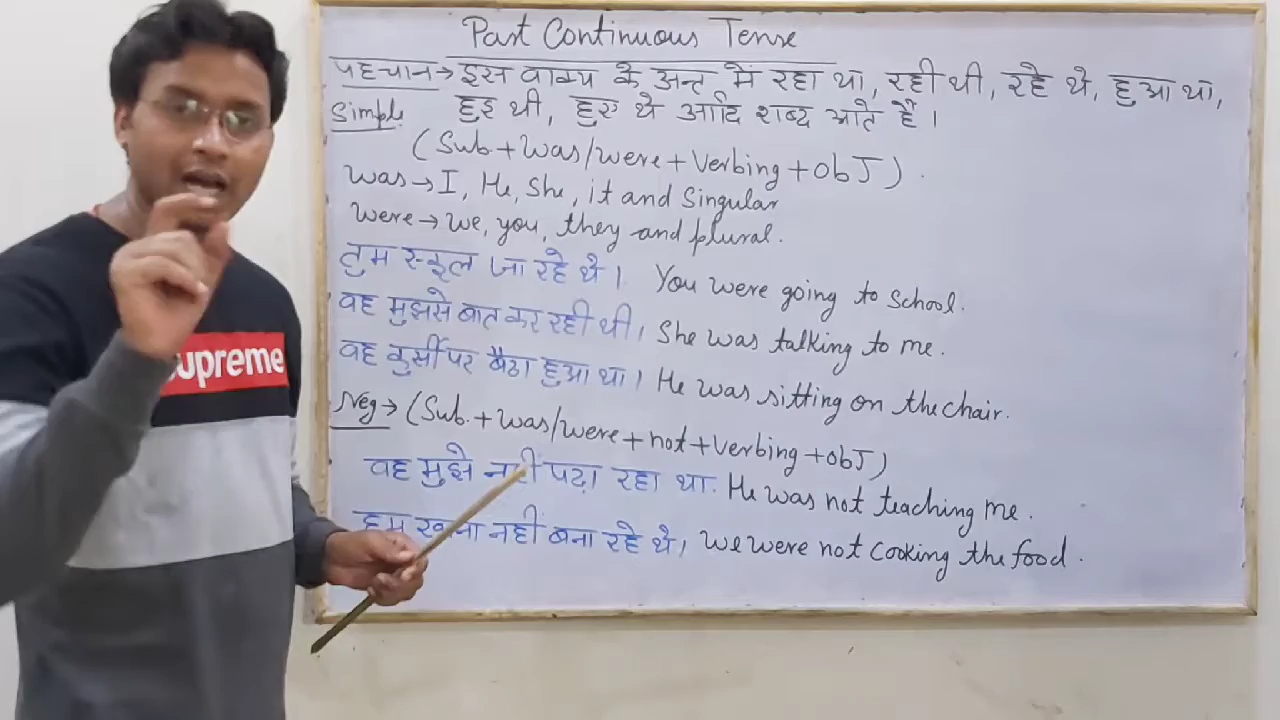 Past Continuous Tense
पहचान → इस वाक्य के अन्त में रहा था, रही थी, रहे थे, हुआ था,
हुई थी, हुए थे आदि शब्द आते हैं।
Simple
(Sub + was/were + Verbing + obJ).
was → I, He, She, it and Singular
were → we, you, they and plural.
तुम स्कूल जा रहे थे। You were going to School.
वह मुझसे बात कर रही थी। She was talking to me.
वह कुर्सी पर बैठा हुआ था। He was sitting on the chair.
Neg → (Sub. + was/were + not + verbing + obJ)
वह मुझे नहीं पढ़ा रहा था. He was not teaching me.
हम खाना नहीं बना रहे थे। we were not cooking the food.
Supreme